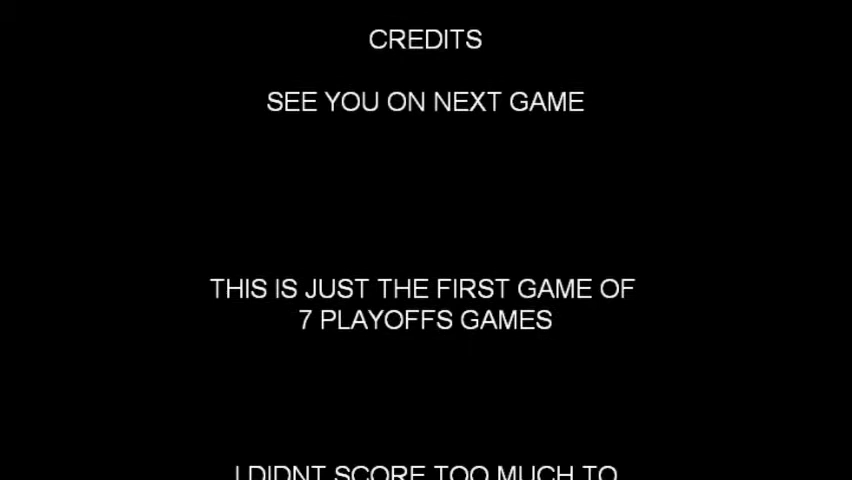 CREDITS
SEE YOU ON NEXT GAME
THIS IS JUST THE FIRST GAME OF
7 PLAYOFFS GAMES
I DIDNT SCORE TOO MUCH TO